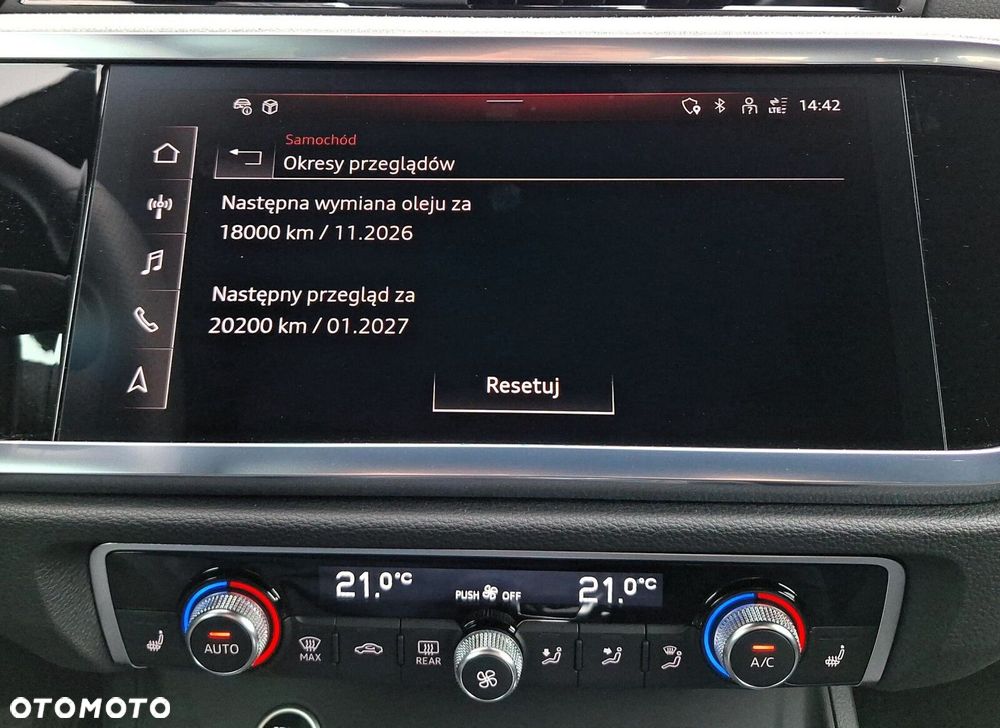 LTE
14:42
Samochód
Okresy przeglądów
Następna wymiana oleju za
18000 km / 11.2026
Następny przegląd za
20200 km / 01.2027
Resetuj
21.0°C
PUSH OFF
21.0°C
AUTO
MAX
REAR
A/C
OTOMOTO